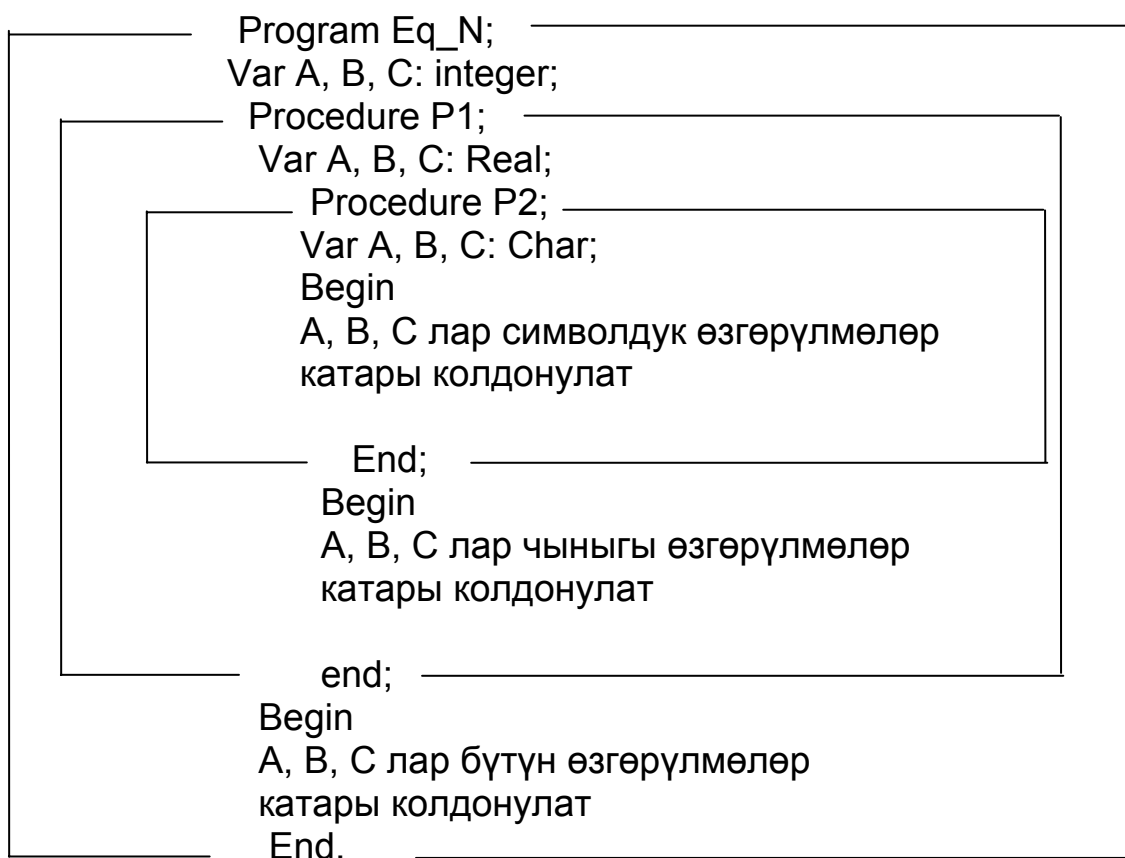 Program Eq_N;
Var A, B, C: integer;
Procedure P1;
Var A, B, C: Real;
Procedure P2;
Var A, B, C: Char;
Begin
A, B, C лар символдук өзгөрүлмөлөр
катары колдонулат
End;
Begin
A, B, C лар чыныгы өзгөрүлмөлөр
катары колдонулат
end;
Begin
A, B, C лар бүтүн өзгөрүлмөлөр
катары колдонулат
End.